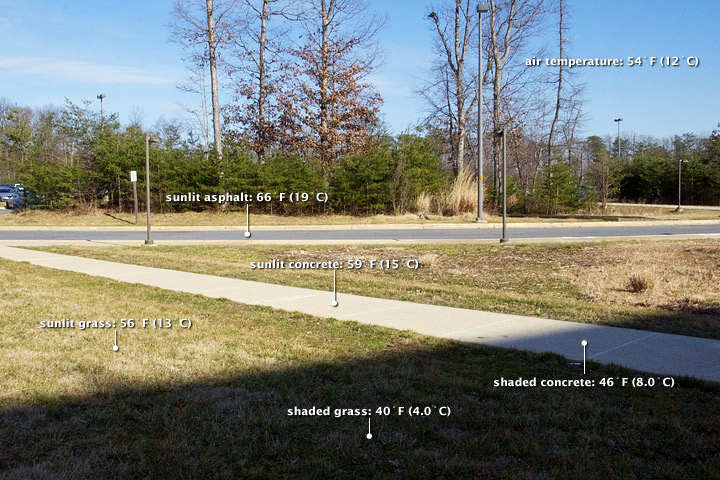 air temperature: 54˚F (12˚C)
sunlit asphalt: 66˚F (19˚C)
sunlit concrete: 59˚F (15˚C)
sunlit grass: 56˚F (13˚C)
shaded concrete: 46˚F (8.0˚C)
shaded grass: 40˚F (4.0˚C)